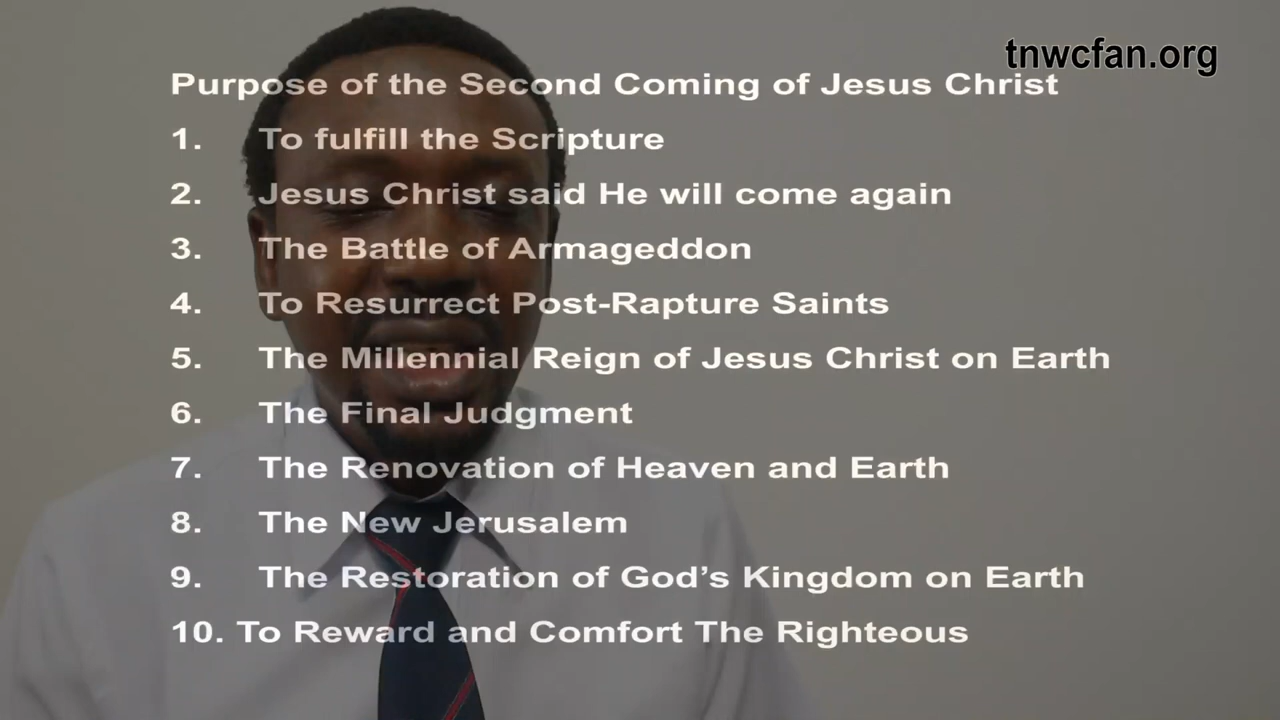 tnwcfan.org
Purpose of the Second Coming of Jesus Christ
1. To fulfill the Scripture
2. Jesus Christ said He will come again
3. The Battle of Armageddon
4. To Resurrect Post-Rapture Saints
5. The Millennial Reign of Jesus Christ on Earth
6. The Final Judgment
7. The Renovation of Heaven and Earth
8. The New Jerusalem
9. The Restoration of God’s Kingdom on Earth
10. To Reward and Comfort The Righteous